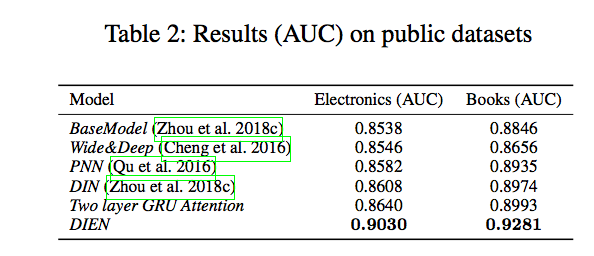 Table 2: Results (AUC) on public datasets
Model Electronics (AUC) Books (AUC)
BaseModel (Zhou et al. 2018c) 0.8538 0.8846
Wide&Deep (Cheng et al. 2016) 0.8546 0.8656
PNN (Qu et al. 2016) 0.8582 0.8935
DIN (Zhou et al. 2018c) 0.8608 0.8974
Two layer GRU Attention 0.8640 0.8993
DIEN 0.9030 0.9281